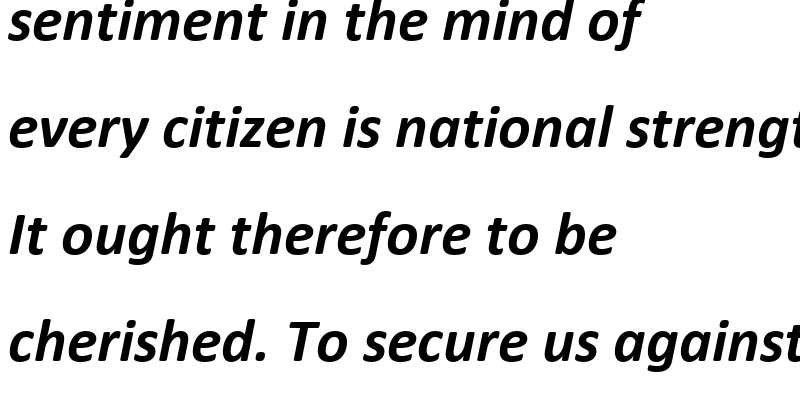 sentiment in the mind of
every citizen is national strengt
It ought therefore to be
cherished. To secure us against